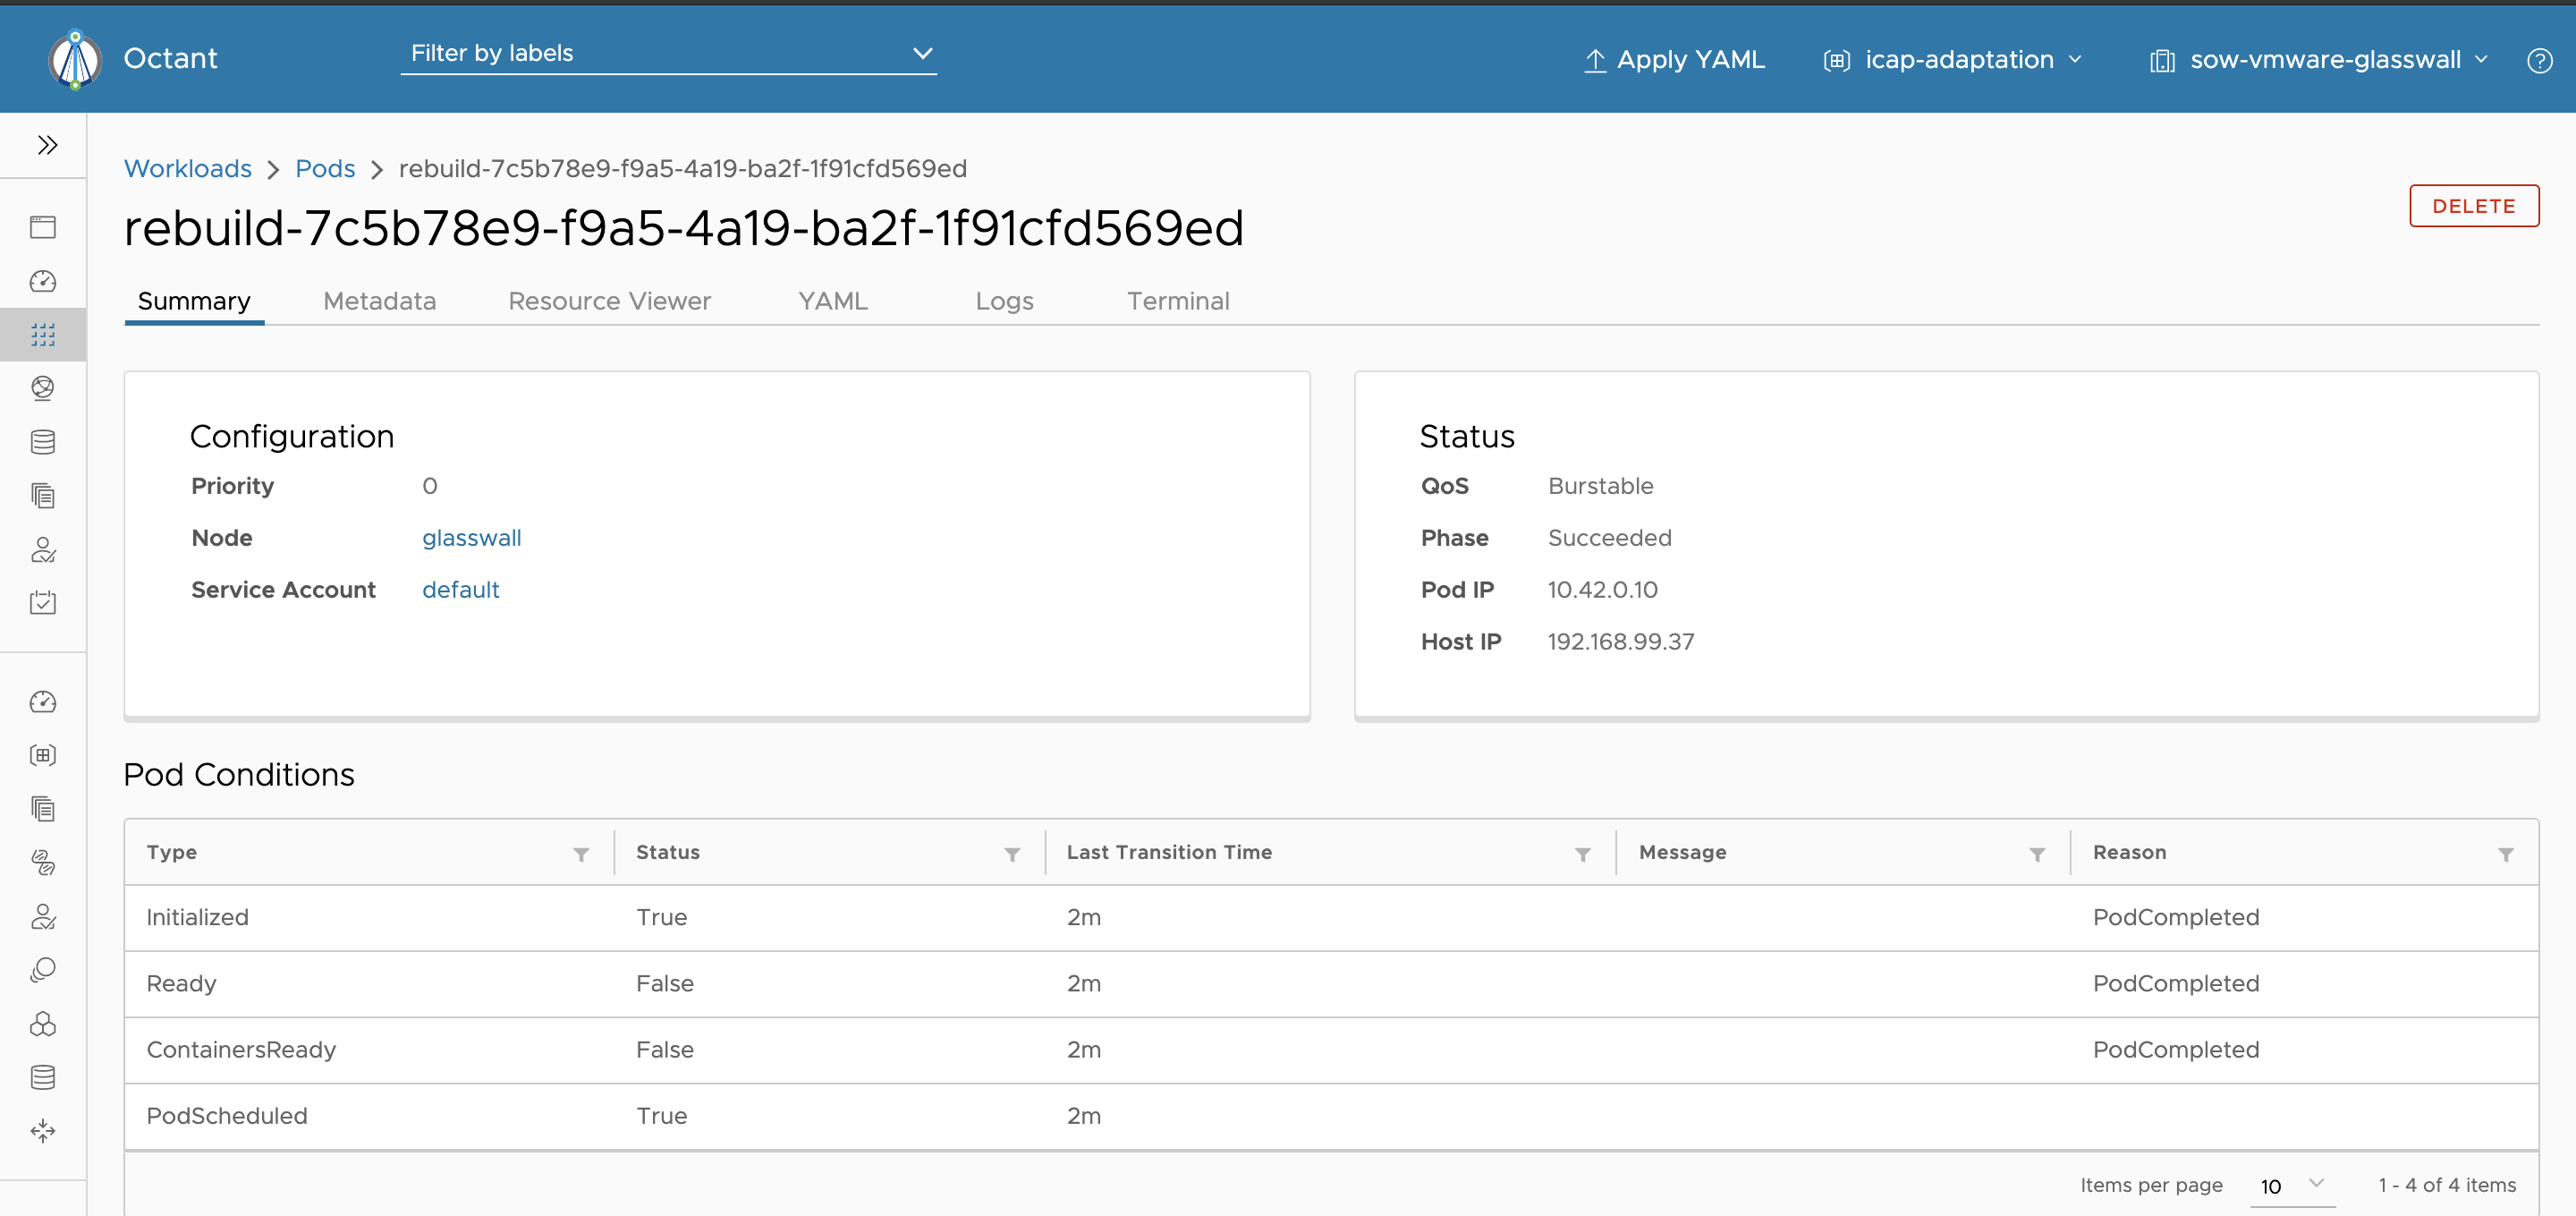 Octant
Filter by labels
Apply YAML
icap-adaptation
sow-vmware-glasswall
Workloads > Pods > rebuild-7c5b78e9-f9a5-4a19-ba2f-1f91cfd569ed
rebuild-7c5b78e9-f9a5-4a19-ba2f-1f91cfd569ed
DELETE
Summary Metadata Resource Viewer YAML Logs Terminal
Configuration
Priority 0
Node glasswall
Service Account default
Status
QoS Burstable
Phase Succeeded
Pod IP 10.42.0.10
Host IP 192.168.99.37
Pod Conditions
Type Status Last Transition Time Message Reason
Initialized True 2m PodCompleted
Ready False 2m PodCompleted
ContainersReady False 2m PodCompleted
PodScheduled True 2m
Items per page 10 1 - 4 of 4 items